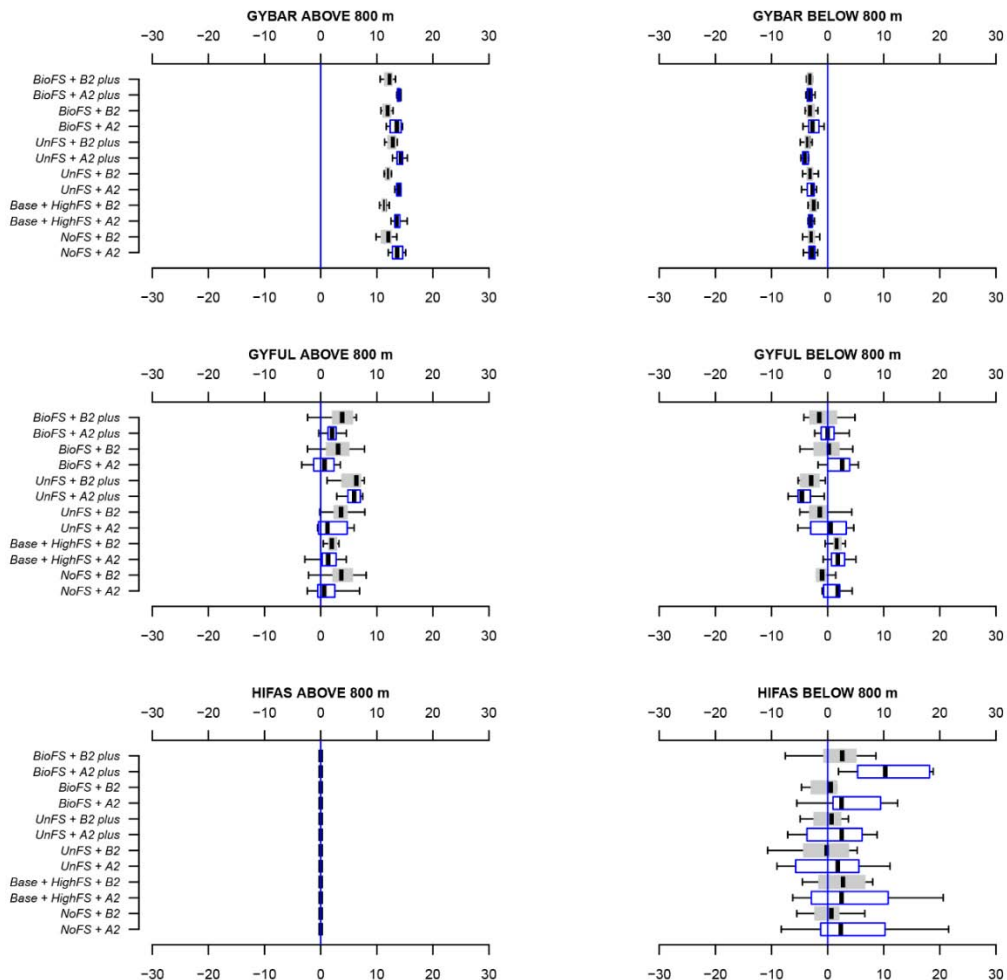 GYBAR ABOVE 800 m
−30 −20 −10 0 10 20 30
BioFS + B2 plus
BioFS + A2 plus
BioFS + B2
BioFS + A2
UnFS + B2 plus
UnFS + A2 plus
UnFS + B2
UnFS + A2
Base + HighFS + B2
Base + HighFS + A2
NoFS + B2
NoFS + A2
−30 −20 −10 0 10 20 30
GYBAR BELOW 800 m
−30 −20 −10 0 10 20 30
−30 −20 −10 0 10 20 30
GYFUL ABOVE 800 m
−30 −20 −10 0 10 20 30
BioFS + B2 plus
BioFS + A2 plus
BioFS + B2
BioFS + A2
UnFS + B2 plus
UnFS + A2 plus
UnFS + B2
UnFS + A2
Base + HighFS + B2
Base + HighFS + A2
NoFS + B2
NoFS + A2
−30 −20 −10 0 10 20 30
GYFUL BELOW 800 m
−30 −20 −10 0 10 20 30
−30 −20 −10 0 10 20 30
HIFAS ABOVE 800 m
−30 −20 −10 0 10 20 30
BioFS + B2 plus
BioFS + A2 plus
BioFS + B2
BioFS + A2
UnFS + B2 plus
UnFS + A2 plus
UnFS + B2
UnFS + A2
Base + HighFS + B2
Base + HighFS + A2
NoFS + B2
NoFS + A2
−30 −20 −10 0 10 20 30
HIFAS BELOW 800 m
−30 −20 −10 0 10 20 30
−30 −20 −10 0 10 20 30